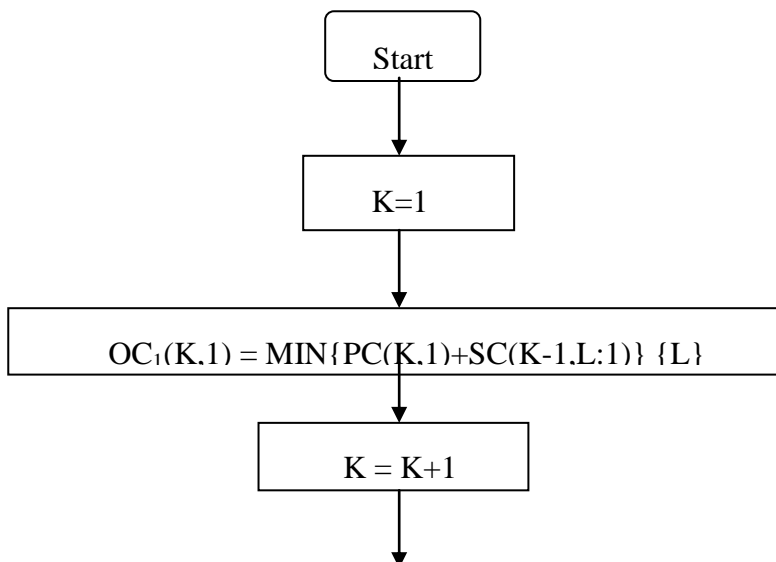 Start
K=1
OC₁(K,1) = MIN{PC(K,1)+SC(K-1,L:1)} {L}
K = K+1